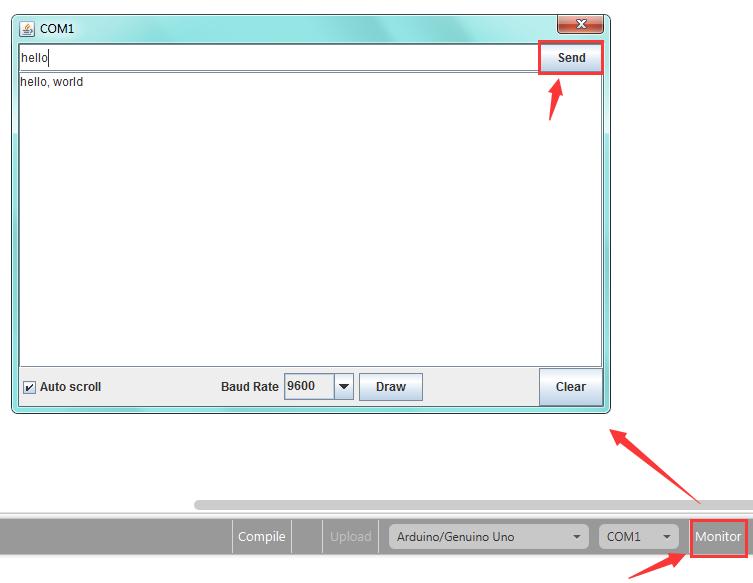 COM1
hello
Send
hello, world
Auto scroll
Baud Rate
9600
Draw
Clear
Compile
Upload
Arduino/Genuino Uno
COM1
Monitor